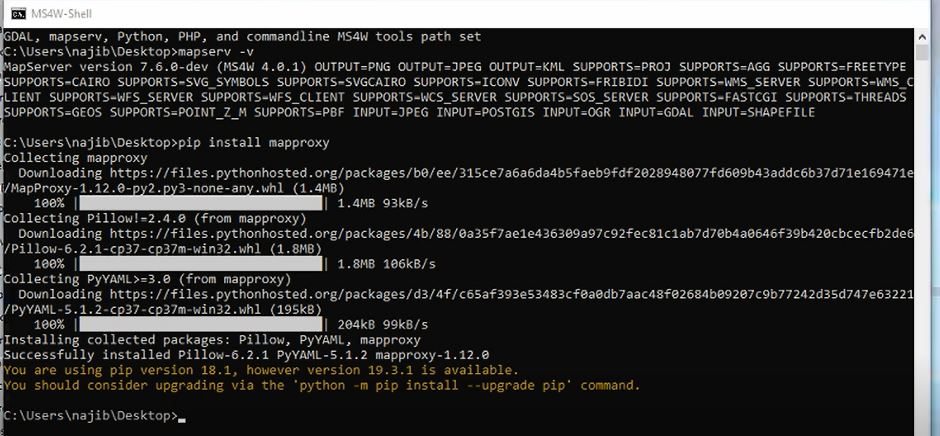 MS4W-Shell
GDAL, mapserv, Python, PHP, and commandline MS4W tools path set
C:\Users\najib\Desktop>mapserv -v
MapServer version 7.6.0-dev (MS4W 4.0.1) OUTPUT=PNG OUTPUT=JPEG OUTPUT=KML SUPPORTS=PROJ SUPPORTS=AGG SUPPORTS=FREETYPE
SUPPORTS=CAIRO SUPPORTS=SVG_SYMBOLS SUPPORTS=SVGCAIRO SUPPORTS=ICONV SUPPORTS=FRIBIDI SUPPORTS=WMS_SERVER SUPPORTS=WMS_C
LIENT SUPPORTS=WFS_SERVER SUPPORTS=WFS_CLIENT SUPPORTS=WCS_SERVER SUPPORTS=SOS_SERVER SUPPORTS=FASTCGI SUPPORTS=THREADS
SUPPORTS=GEOS SUPPORTS=POINT_Z_M SUPPORTS=PBF INPUT=JPEG INPUT=POSTGIS INPUT=OGR INPUT=GDAL INPUT=SHAPEFILE
C:\Users\najib\Desktop>pip install mapproxy
Collecting mapproxy
Downloading https://files.pythonhosted.org/packages/b0/ee/315ce7a6a6da4b5faeb9fdf2028948077fd609b43addc6b37d71e169471e
/MapProxy-1.12.0-py2.py3-none-any.whl (1.4MB)
100% | | 1.4MB 93kB/s
Collecting Pillow!=2.4.0 (from mapproxy)
Downloading https://files.pythonhosted.org/packages/4b/88/0a35f7ae1e436309a97c92fec81c1ab7d70b4a0646f39b420cbcecfb2de6
/Pillow-6.2.1-cp37-cp37m-win32.whl (1.8MB)
100% | | 1.8MB 106kB/s
Collecting PyYAML>=3.0 (from mapproxy)
Downloading https://files.pythonhosted.org/packages/d3/4f/c65af393e53483cf0a0db7aac48f02684b09207c9b77242d35d747e63221
/PyYAML-5.1.2-cp37-cp37m-win32.whl (195kB)
100% | | 204kB 99kB/s
Installing collected packages: Pillow, PyYAML, mapproxy
Successfully installed Pillow-6.2.1 PyYAML-5.1.2 mapproxy-1.12.0
You are using pip version 18.1, however version 19.3.1 is available.
You should consider upgrading via the 'python -m pip install --upgrade pip' command.
C:\Users\najib\Desktop>_